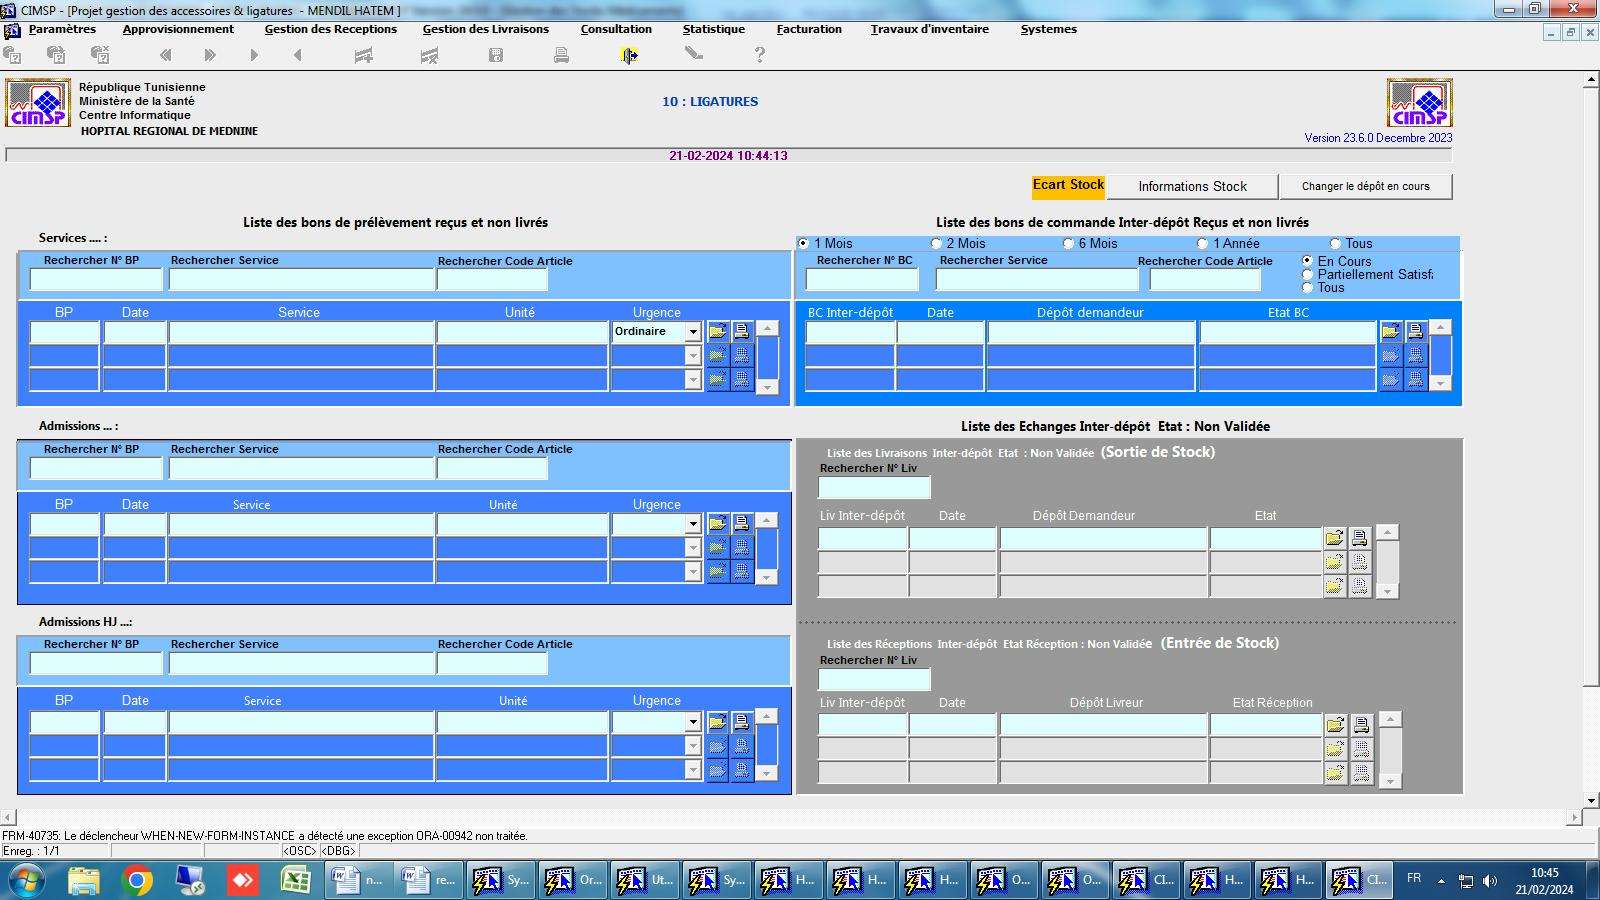 CIMSP - [Projet gestion des accessoires & ligatures - MENDIL HATEM ]
Paramètres Approvisionnement Gestion des Receptions Gestion des Livraisons Consultation Statistique Facturation Travaux d'inventaire Systemes
République Tunisienne
Ministère de la Santé
Centre Informatique
HOPITAL REGIONAL DE MEDNINE
CIMSP
10 : LIGATURES
CIMSP
Version 23.6.0 Decembre 2023
21-02-2024 10:44:13
Ecart Stock Informations Stock Changer le dépôt en cours
Liste des bons de prélèvement reçus et non livrés
Services .... :
Rechercher N° BP Rechercher Service Rechercher Code Article
BP Date Service Unité Urgence
Ordinaire
Liste des bons de commande Inter-dépôt Reçus et non livrés
1 Mois 2 Mois 6 Mois 1 Année Tous
Rechercher N° BC Rechercher Service Rechercher Code Article
En Cours
Partiellement Satisf
Tous
BC Inter-dépôt Date Dépôt demandeur Etat BC
Admissions ... :
Rechercher N° BP Rechercher Service Rechercher Code Article
BP Date Service Unité Urgence
Liste des Echanges Inter-dépôt Etat : Non Validée
Liste des Livraisons Inter-dépôt Etat : Non Validée (Sortie de Stock)
Rechercher N° Liv
Liv Inter-dépôt Date Dépôt Demandeur Etat
Admissions HJ ...:
Rechercher N° BP Rechercher Service Rechercher Code Article
BP Date Service Unité Urgence
Liste des Réceptions Inter-dépôt Etat Réception : Non Validée (Entrée de Stock)
Rechercher N° Liv
Liv Inter-dépôt Date Dépôt Livreur Etat Réception
FRM-40735: Le déclencheur WHEN-NEW-FORM-INSTANCE a détecté une exception ORA-00942 non traitée.
Enreg. : 1/1 <OSC> <DBG>
n... re... Sy... Or... Ut... Sy... H... H... H... O... O... CI... H... H... CI... FR 10:45
21/02/2024